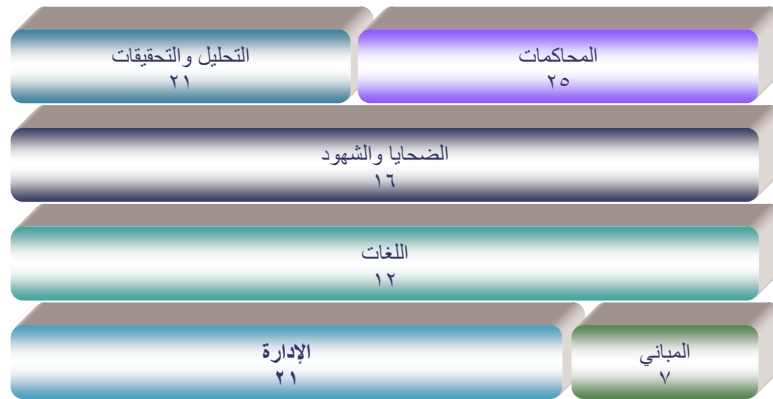 المحاكمات
٢٥
التحليل والتحقيقات
٢١
الضحايا والشهود
١٦
اللغات
١٢
المباني
٧
الإدارة
٢١